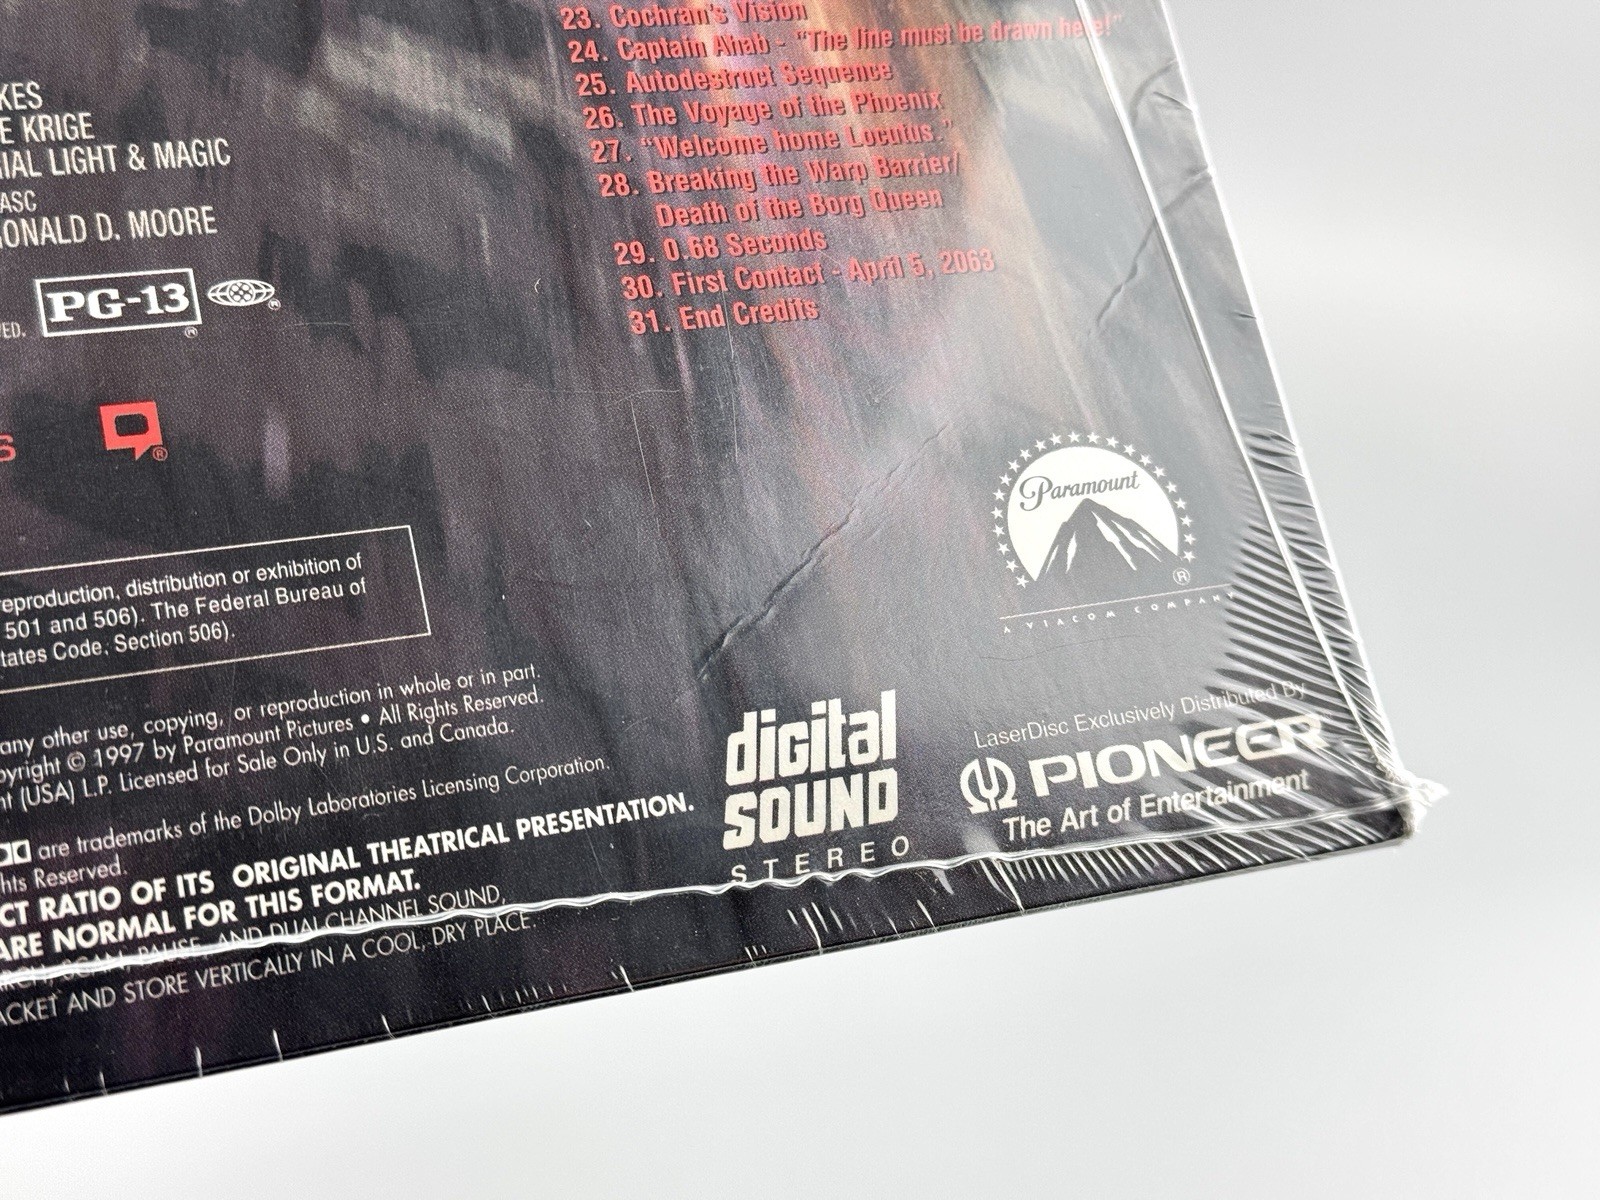 KES
E KRIGE
IAL LIGHT & MAGIC
ASC
ONALD D. MOORE
ED.
PG-13
®
®
6
®
23. Cochran's Vision
24. Captain Ahab - "The line must be drawn here!"
25. Autodestruct Sequence
26. The Voyage of the Phoenix
27. "Welcome home Locutus."
28. Breaking the Warp Barrier/
Death of the Borg Queen
29. 0.68 Seconds
30. First Contact - April 5, 2063
31. End Credits
eproduction, distribution or exhibition of
501 and 506). The Federal Bureau of
tates Code, Section 506).
any other use, copying, or reproduction in whole or in part.
pyright © 1997 by Paramount Pictures • All Rights Reserved.
nt (USA) L.P. Licensed for Sale Only in U.S. and Canada.
are trademarks of the Dolby Laboratories Licensing Corporation.
hts Reserved.
CT RATIO OF ITS ORIGINAL THEATRICAL PRESENTATION.
ARE NORMAL FOR THIS FORMAT.
RCH, SCAN, PAUSE, AND DUAL CHANNEL SOUND,
ACKET AND STORE VERTICALLY IN A COOL, DRY PLACE.
digital
SOUND
STEREO
Paramount
®
A VIACOM COMPANY
LaserDisc Exclusively Distributed By
PIONEER
The Art of Entertainment